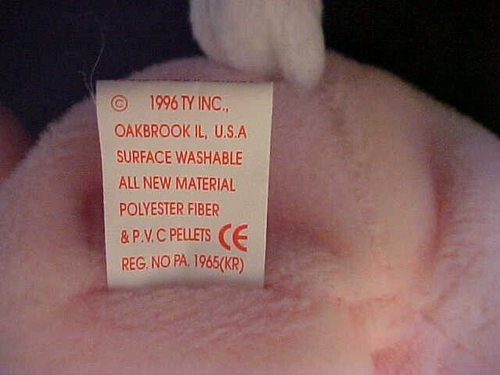 © 1996 TY INC.,
OAKBROOK IL, U.S.A
SURFACE WASHABLE
ALL NEW MATERIAL
POLYESTER FIBER
& P.V.C PELLETS CE
REG. NO PA. 1965(KR)